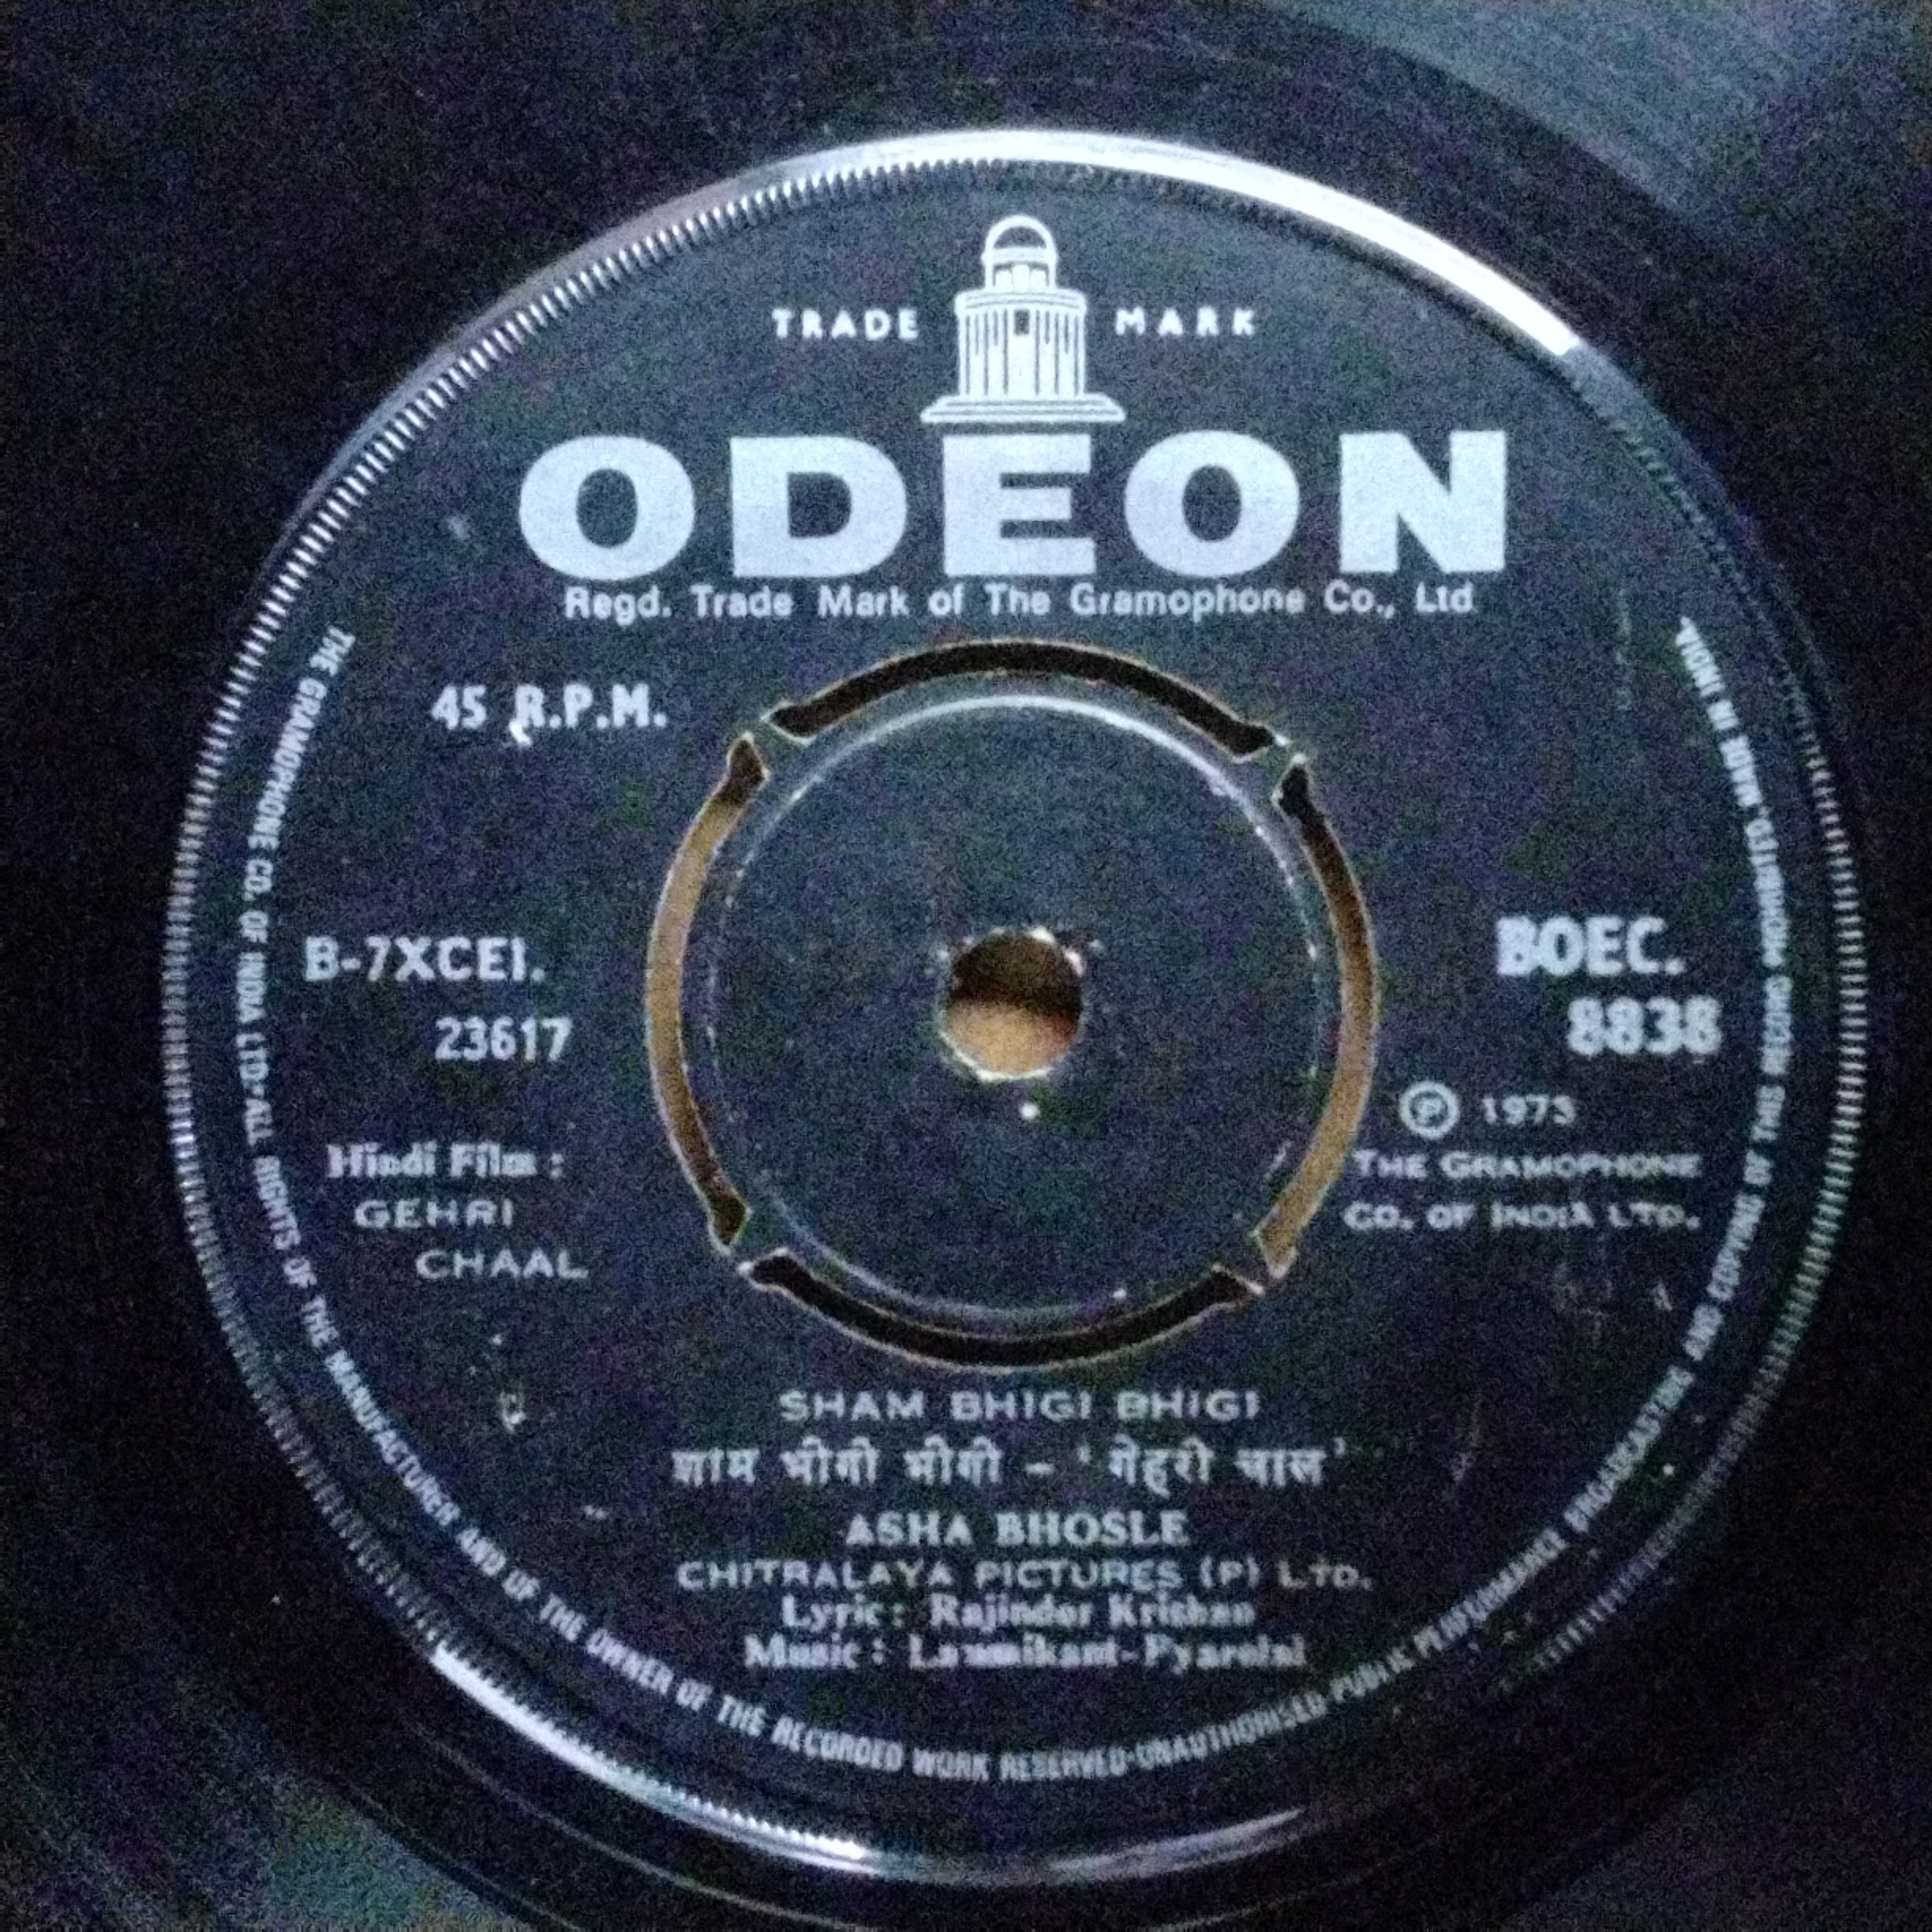 TRADE MARK
ODEON
Regd. Trade Mark of The Gramophone Co., Ltd
45 R.P.M.
B-7XCEI.
23617
BOEC.
8838
Ⓟ 1973
THE GRAMOPHONE
CO. OF INDIA LTD.
Hindi Film :
GEHRI
CHAAL
SHAM BHIGI BHIGI
शाम भीगी भीगी - ‘गेहरी चाल’
ASHA BHOSLE
CHITRALAYA PICTURES (P) LTD.
Lyric : Rajinder Krishan
Music : Laxmikant-Pyarelal
THE GRAMOPHONE CO. OF INDIA LTD-ALL RIGHTS OF THE MANUFACTURER AND OF THE OWNER OF THE RECORDED WORK RESERVED-UNAUTHORISED PUBLIC PERFORMANCE BROADCASTING AND COPYING OF THIS RECORD PROHIBITED. MADE IN INDIA